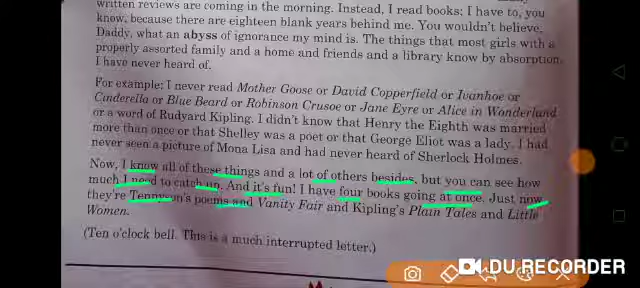 written reviews are coming in the morning. Instead, I read books; I have to, you
know, because there are eighteen blank years behind me. You wouldn't believe,
Daddy, what an abyss of ignorance my mind is. The things that most girls with a
properly assorted family and a home and friends and a library know by absorption,
I have never heard of.
For example: I never read Mother Goose or David Copperfield or Ivanhoe or
Cinderella or Blue Beard or Robinson Crusoe or Jane Eyre or Alice in Wonderland
or a word of Rudyard Kipling. I didn't know that Henry the Eighth was married
more than once or that Shelley was a poet or that George Eliot was a lady. I had
never seen a picture of Mona Lisa and had never heard of Sherlock Holmes.
Now, I know all of these things and a lot of others besides, but you can see how
much I need to catch up. And it's fun! I have four books going at once. Just now
they're Tennyson's poems and Vanity Fair and Kipling's Plain Tales and Little
Women.
(Ten o'clock bell. This is a much interrupted letter.)
DU RECORDER